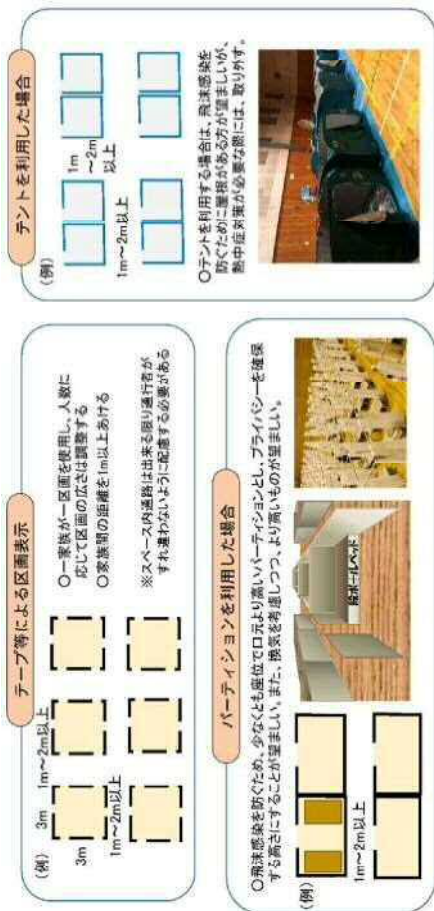 テープ等による区画表示
(例)
3m
1m～2m以上
3m
1m～2m以上
○一家族が一区画を使用し、人数に
応じて区画の広さは調整する
○家族間の距離を1m以上あける
※スペース内通路は出来る限り通行者が
すれ違わないように配慮する必要がある
テントを利用した場合
(例)
1m
～2m
以上
1m～2m以上
○テントを利用する場合は、飛沫感染を
防ぐために屋根がある方が望ましいが、
熱中症対策が必要な際には、取り外す。
パーティションを利用した場合
○飛沫感染を防ぐため、少なくとも座位で口元より高いパーティションとし、プライバシーを確保
する高さにすることが望ましい。また、換気を考慮しつつ、より高いものが望ましい。
(例)
1m～2m以上
段ボールベッド